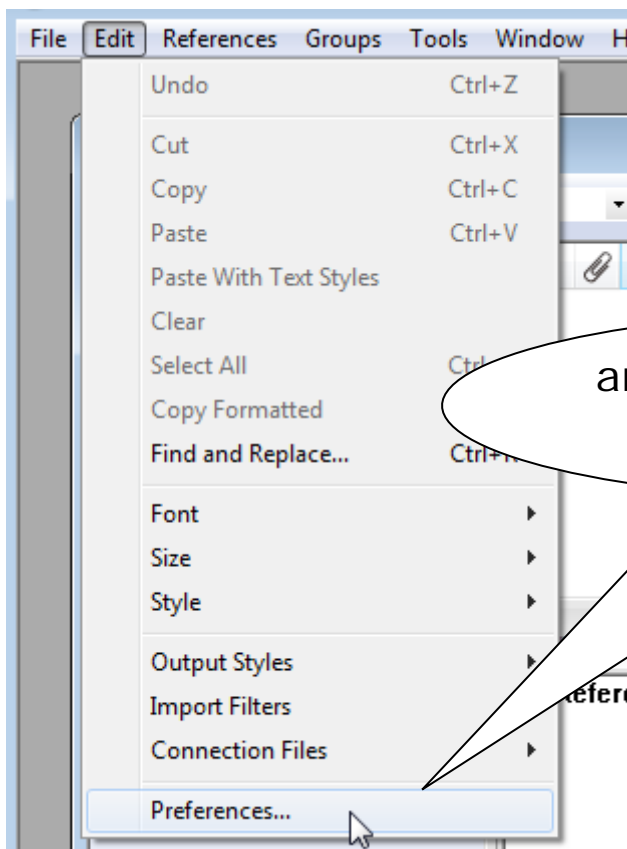 File Edit References Groups Tools Window H
Undo Ctrl+Z
Cut Ctrl+X
Copy Ctrl+C
Paste Ctrl+V
Paste With Text Styles
Clear
Select All
Copy Formatted
Find and Replace...
Font
Size
Style
Output Styles
Import Filters
Connection Files
Preferences...